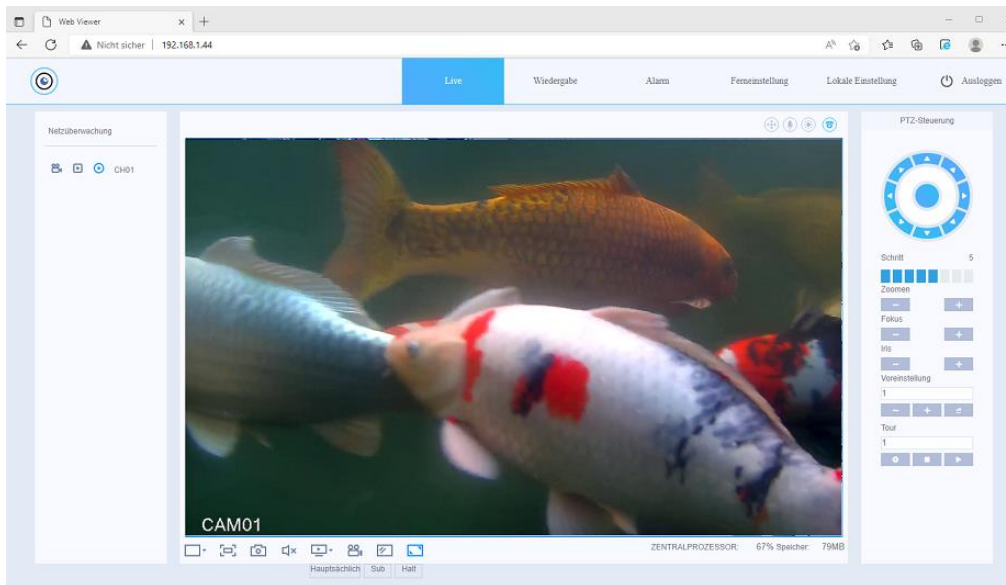 Web Viewer
Nicht sicher
192.168.1.44
Live
Wiedergabe
Alarm
Ferneinstellung
Lokale Einstellung
Ausloggen
Netzüberwachung
CH01
CAM01
ZENTRALPROZESSOR: 67% Speicher: 79MB
Hauptsächlich
Sub
Halt
PTZ-Steuerung
Schritt 5
Zoomen
Fokus
Iris
Voreinstellung
1
Tour
1